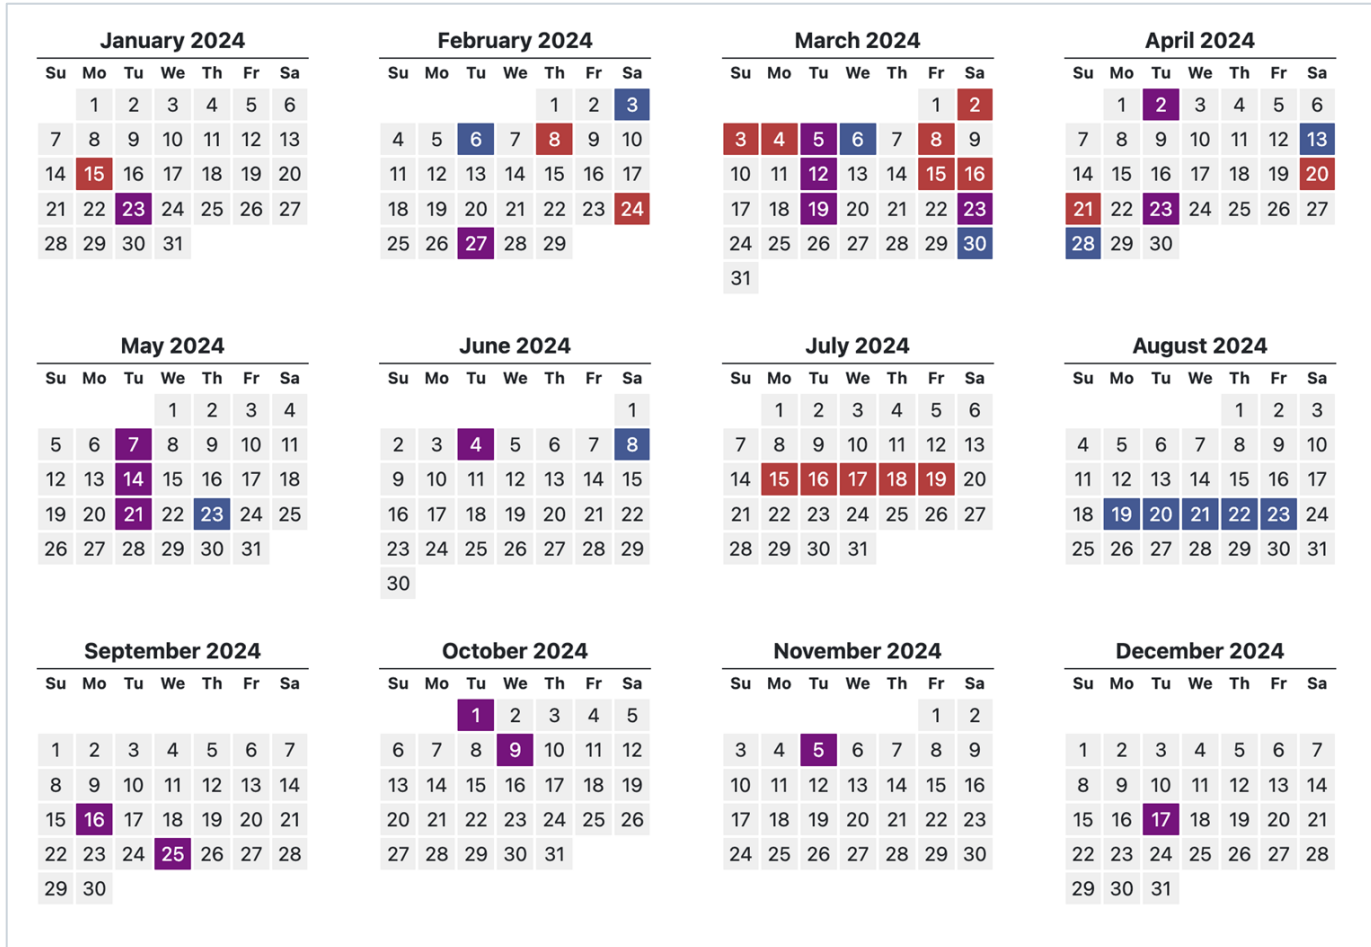 January 2024 February 2024 March 2024 April 2024
Su Mo Tu We Th Fr Sa Su Mo Tu We Th Fr Sa Su Mo Tu We Th Fr Sa Su Mo Tu We Th Fr Sa
1 2 3 4 5 6 1 2 3 1 2 1 2 3 4 5 6
7 8 9 10 11 12 13 4 5 6 7 8 9 10 3 4 5 6 7 8 9 7 8 9 10 11 12 13
14 15 16 17 18 19 20 11 12 13 14 15 16 17 10 11 12 13 14 15 16 14 15 16 17 18 19 20
21 22 23 24 25 26 27 18 19 20 21 22 23 24 17 18 19 20 21 22 23 21 22 23 24 25 26 27
28 29 30 31 25 26 27 28 29 24 25 26 27 28 29 30 28 29 30
31
May 2024 June 2024 July 2024 August 2024
Su Mo Tu We Th Fr Sa Su Mo Tu We Th Fr Sa Su Mo Tu We Th Fr Sa Su Mo Tu We Th Fr Sa
1 2 3 4 1 1 2 3 4 5 6 1 2 3
5 6 7 8 9 10 11 2 3 4 5 6 7 8 7 8 9 10 11 12 13 4 5 6 7 8 9 10
12 13 14 15 16 17 18 9 10 11 12 13 14 15 14 15 16 17 18 19 20 11 12 13 14 15 16 17
19 20 21 22 23 24 25 16 17 18 19 20 21 22 21 22 23 24 25 26 27 18 19 20 21 22 23 24
26 27 28 29 30 31 23 24 25 26 27 28 29 28 29 30 31 25 26 27 28 29 30 31
30
September 2024 October 2024 November 2024 December 2024
Su Mo Tu We Th Fr Sa Su Mo Tu We Th Fr Sa Su Mo Tu We Th Fr Sa Su Mo Tu We Th Fr Sa
1 2 3 4 5 1 2
1 2 3 4 5 6 7 6 7 8 9 10 11 12 3 4 5 6 7 8 9 1 2 3 4 5 6 7
8 9 10 11 12 13 14 13 14 15 16 17 18 19 10 11 12 13 14 15 16 8 9 10 11 12 13 14
15 16 17 18 19 20 21 20 21 22 23 24 25 26 17 18 19 20 21 22 23 15 16 17 18 19 20 21
22 23 24 25 26 27 28 27 28 29 30 31 24 25 26 27 28 29 30 22 23 24 25 26 27 28
29 30 29 30 31